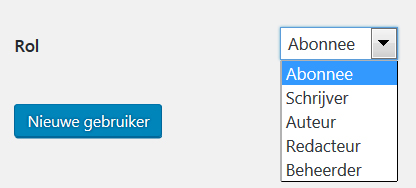 Rol Abonnee
Abonnee
Schrijver
Auteur
Redacteur
Beheerder
Nieuwe gebruiker